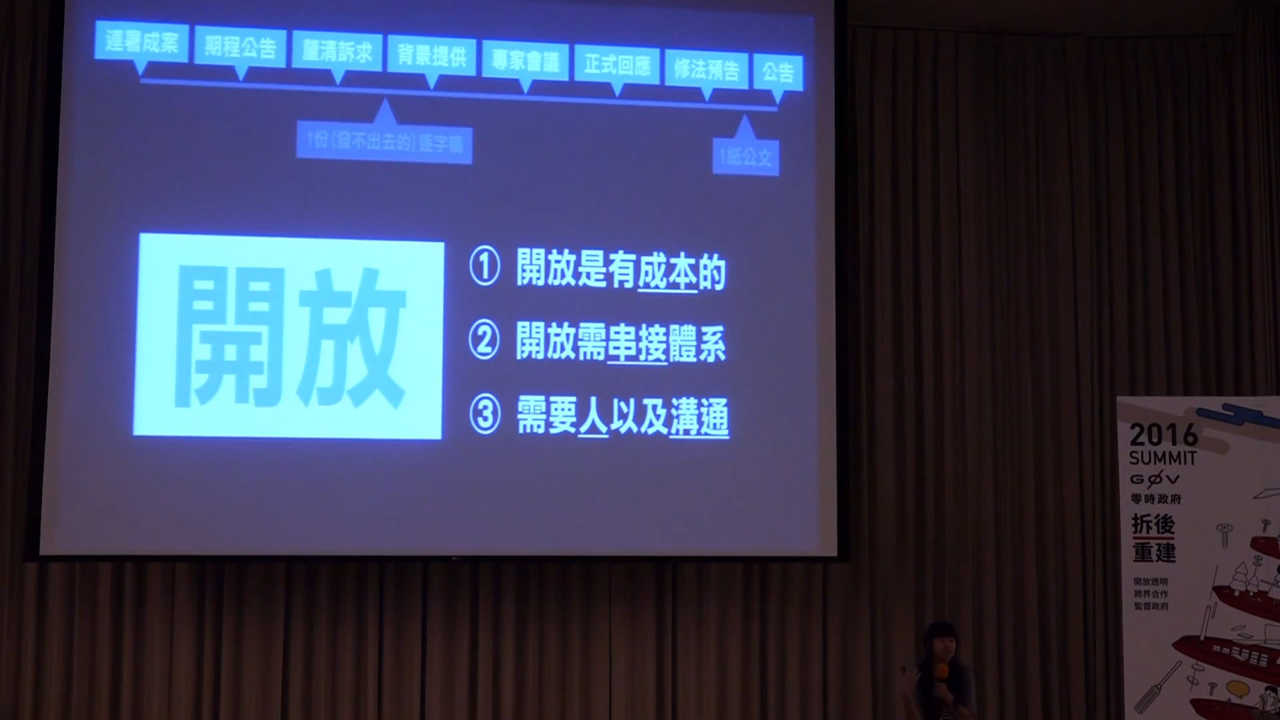 連署成案 期程公告 釐清訴求 背景提供 專家會議 正式回應 修法預告 公告
1份(發不出去的)逐字稿 1紙公文
開放
① 開放是有成本的
② 開放需串接體系
③ 需要人以及溝通
2016
SUMMIT
GØV
零時政府
拆後
重建
開放透明
跨界合作
監督政府